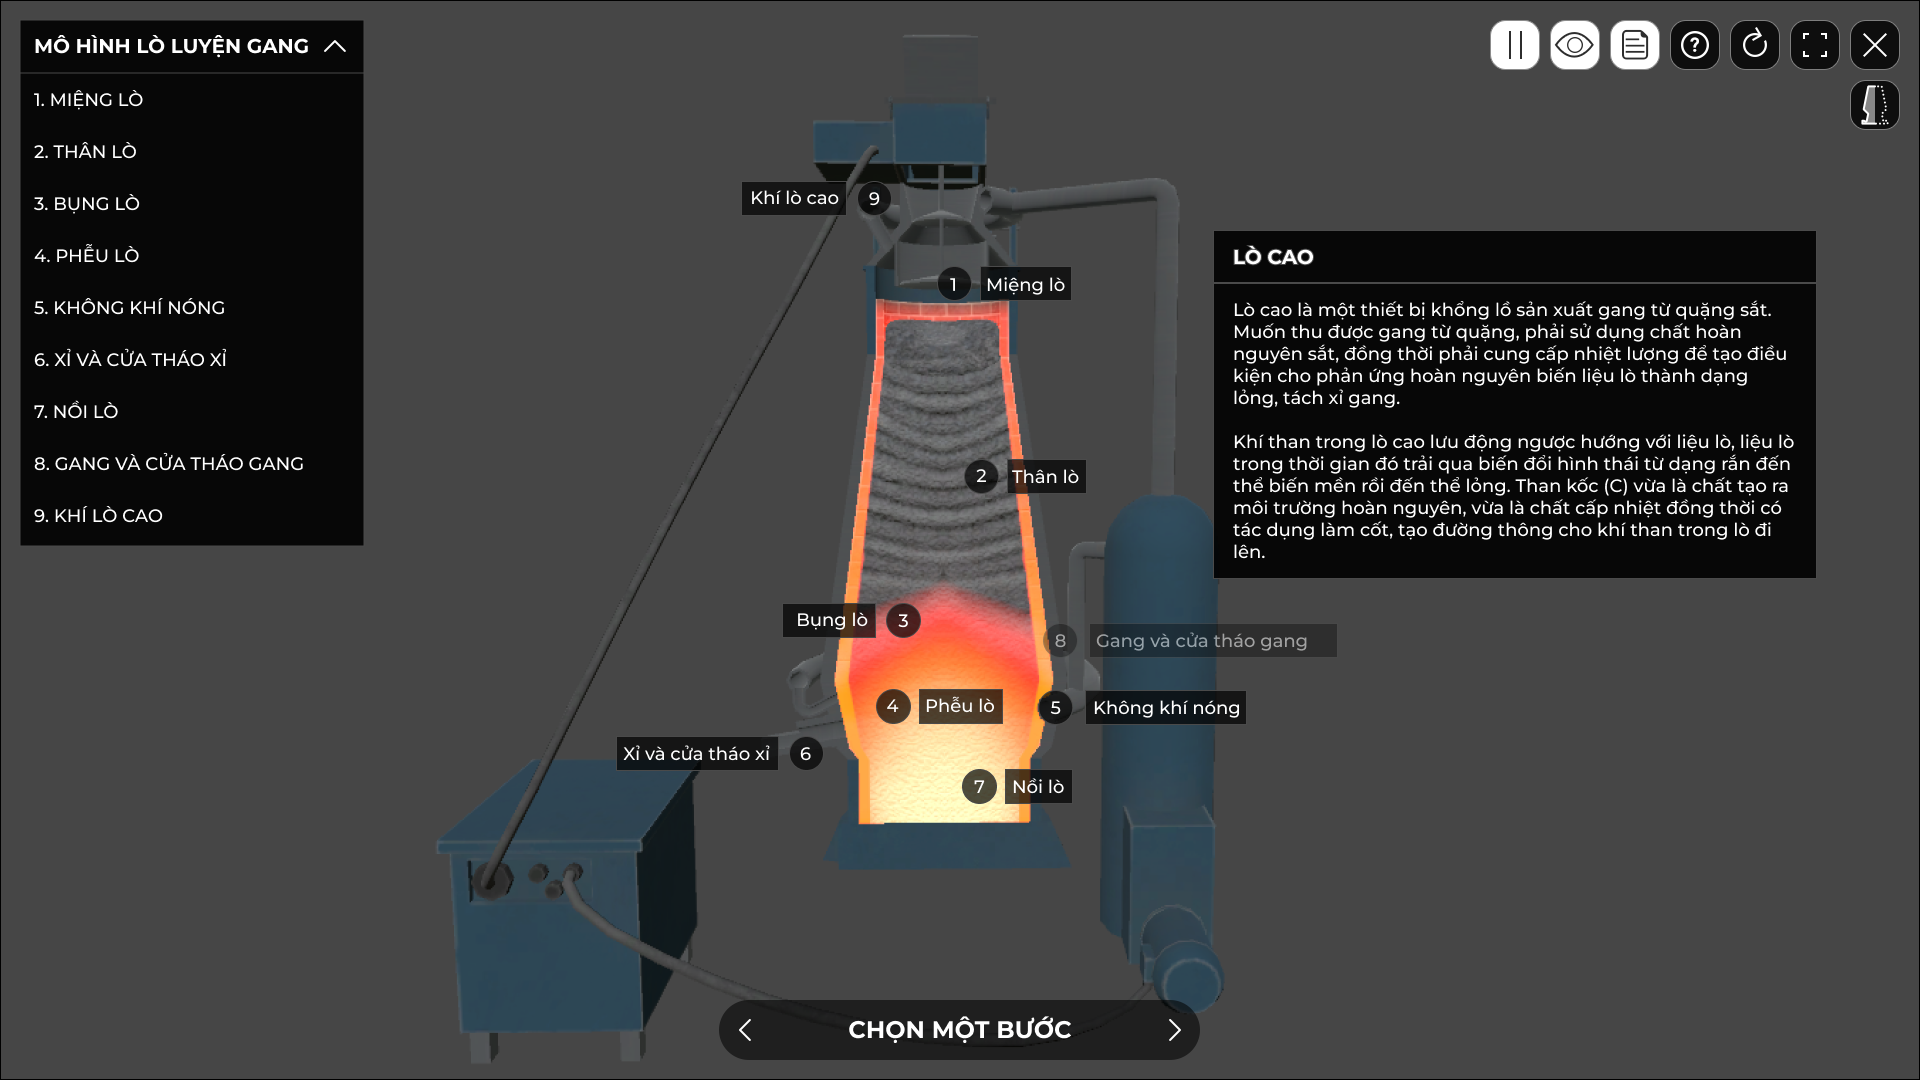 MÔ HÌNH LÒ LUYỆN GANG
1. MIỆNG LÒ
2. THÂN LÒ
3. BỤNG LÒ
4. PHỄU LÒ
5. KHÔNG KHÍ NÓNG
6. XỈ VÀ CỬA THÁO XỈ
7. NỒI LÒ
8. GANG VÀ CỬA THÁO GANG
9. KHÍ LÒ CAO
Khí lò cao 9
1 Miệng lò
2 Thân lò
Bụng lò 3
8 Gang và cửa tháo gang
4 Phễu lò
5 Không khí nóng
Xỉ và cửa tháo xỉ 6
7 Nồi lò
LÒ CAO
Lò cao là một thiết bị khổng lồ sản xuất gang từ quặng sắt.
Muốn thu được gang từ quặng, phải sử dụng chất hoàn
nguyên sắt, đồng thời phải cung cấp nhiệt lượng để tạo điều
kiện cho phản ứng hoàn nguyên biến liệu lò thành dạng
lỏng, tách xỉ gang.
Khí than trong lò cao lưu động ngược hướng với liệu lò, liệu lò
trong thời gian đó trải qua biến đổi hình thái từ dạng rắn đến
thể biến mền rồi đến thể lỏng. Than kốc (C) vừa là chất tạo ra
môi trường hoàn nguyên, vừa là chất cấp nhiệt đồng thời có
tác dụng làm cốt, tạo đường thông cho khí than trong lò đi
lên.
CHỌN MỘT BƯỚC